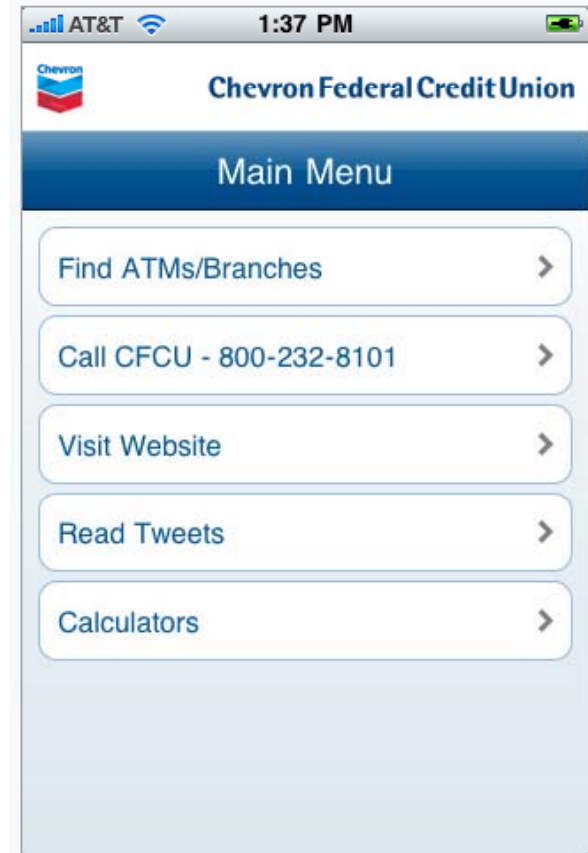 AT&T 1:37 PM
Chevron
Chevron Federal Credit Union
Main Menu
Find ATMs/Branches
Call CFCU - 800-232-8101
Visit Website
Read Tweets
Calculators